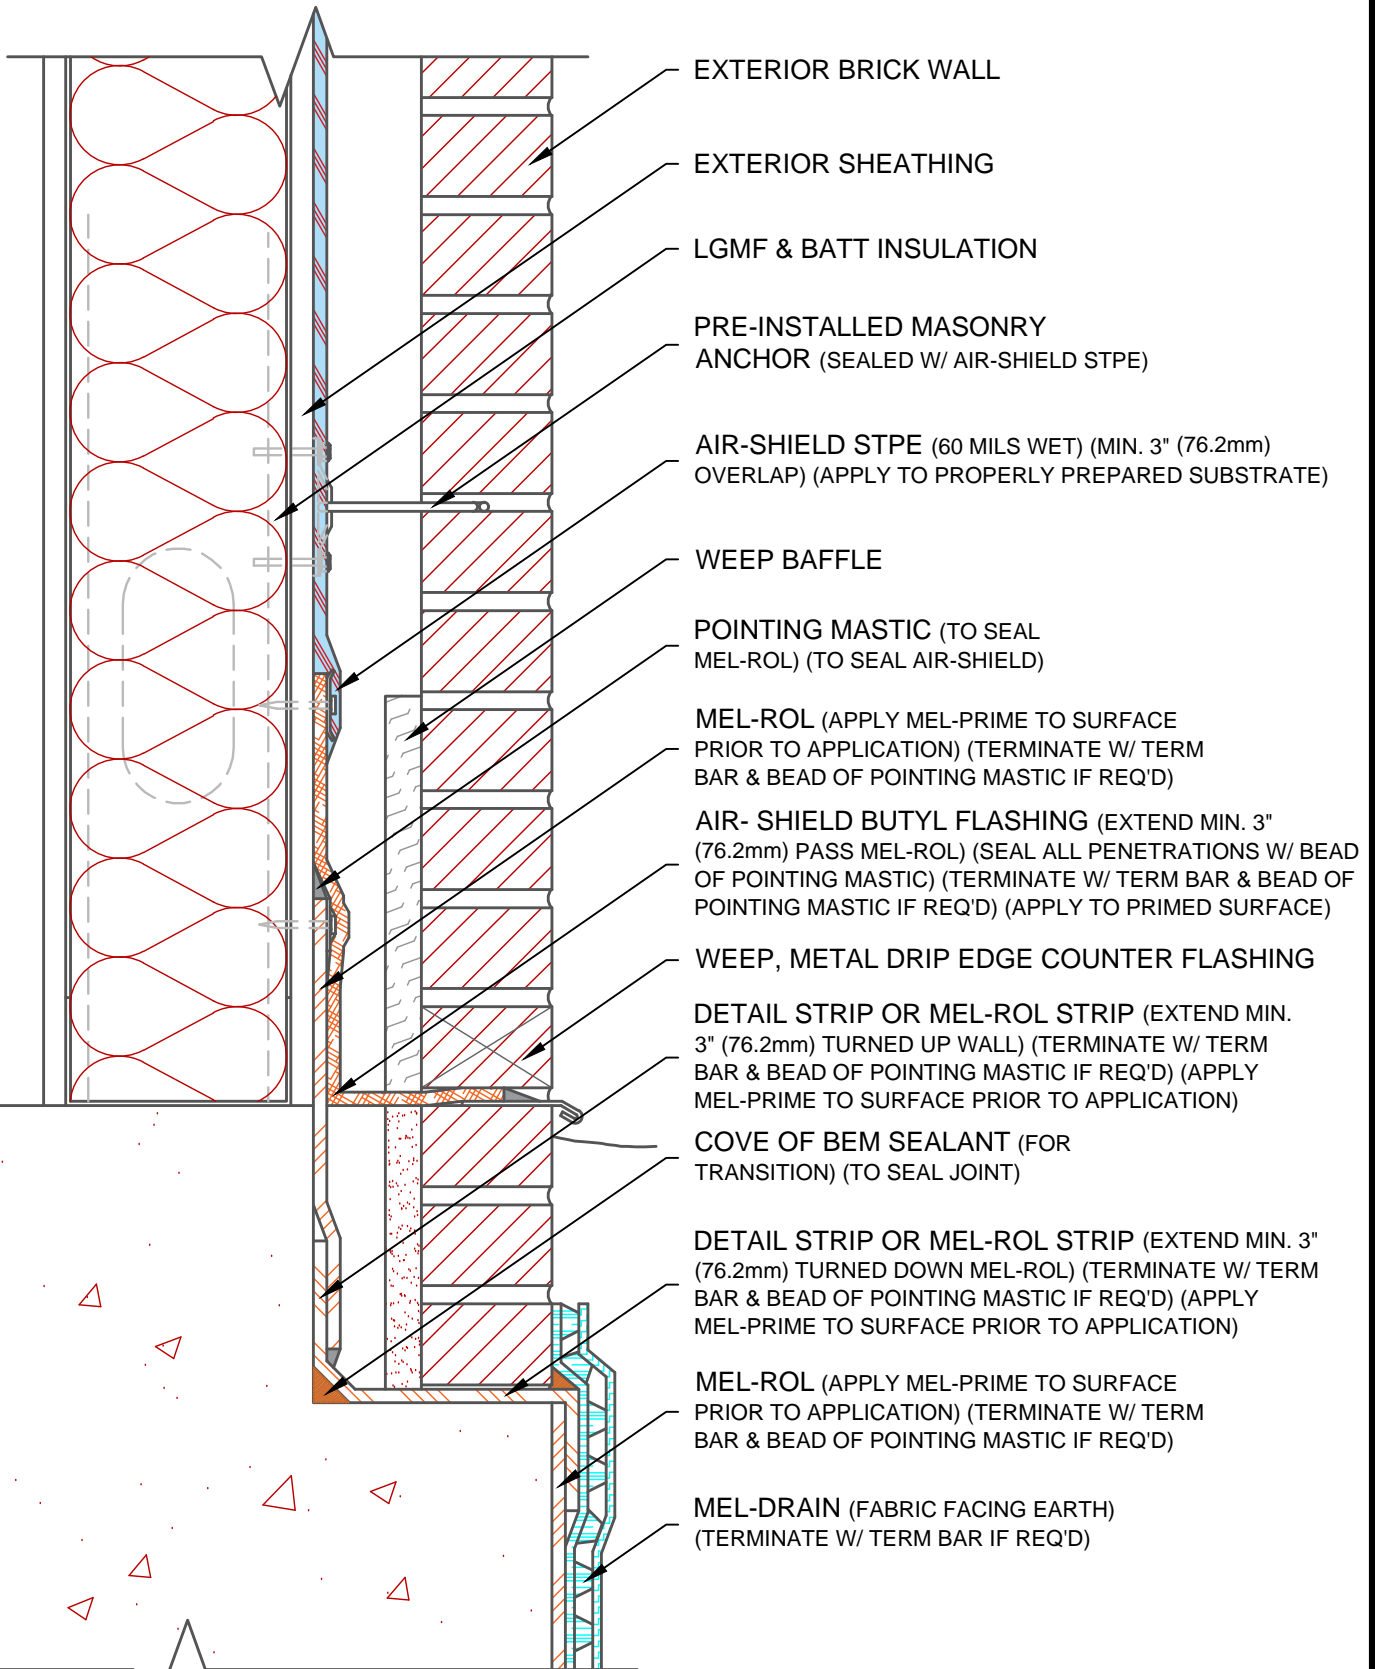 EXTERIOR BRICK WALL
EXTERIOR SHEATHING
LGMF & BATT INSULATION
PRE-INSTALLED MASONRY
ANCHOR (SEALED W/ AIR-SHIELD STPE)
AIR-SHIELD STPE (60 MILS WET) (MIN. 3" (76.2mm)
OVERLAP) (APPLY TO PROPERLY PREPARED SUBSTRATE)
WEEP BAFFLE
POINTING MASTIC (TO SEAL
MEL-ROL) (TO SEAL AIR-SHIELD)
MEL-ROL (APPLY MEL-PRIME TO SURFACE
PRIOR TO APPLICATION) (TERMINATE W/ TERM
BAR & BEAD OF POINTING MASTIC IF REQ'D)
AIR- SHIELD BUTYL FLASHING (EXTEND MIN. 3"
(76.2mm) PASS MEL-ROL) (SEAL ALL PENETRATIONS W/ BEAD
OF POINTING MASTIC) (TERMINATE W/ TERM BAR & BEAD OF
POINTING MASTIC IF REQ'D) (APPLY TO PRIMED SURFACE)
WEEP, METAL DRIP EDGE COUNTER FLASHING
DETAIL STRIP OR MEL-ROL STRIP (EXTEND MIN.
3" (76.2mm) TURNED UP WALL) (TERMINATE W/ TERM
BAR & BEAD OF POINTING MASTIC IF REQ'D) (APPLY
MEL-PRIME TO SURFACE PRIOR TO APPLICATION)
COVE OF BEM SEALANT (FOR
TRANSITION) (TO SEAL JOINT)
DETAIL STRIP OR MEL-ROL STRIP (EXTEND MIN. 3"
(76.2mm) TURNED DOWN MEL-ROL) (TERMINATE W/ TERM
BAR & BEAD OF POINTING MASTIC IF REQ'D) (APPLY
MEL-PRIME TO SURFACE PRIOR TO APPLICATION)
MEL-ROL (APPLY MEL-PRIME TO SURFACE
PRIOR TO APPLICATION) (TERMINATE W/ TERM
BAR & BEAD OF POINTING MASTIC IF REQ'D)
MEL-DRAIN (FABRIC FACING EARTH)
(TERMINATE W/ TERM BAR IF REQ'D)